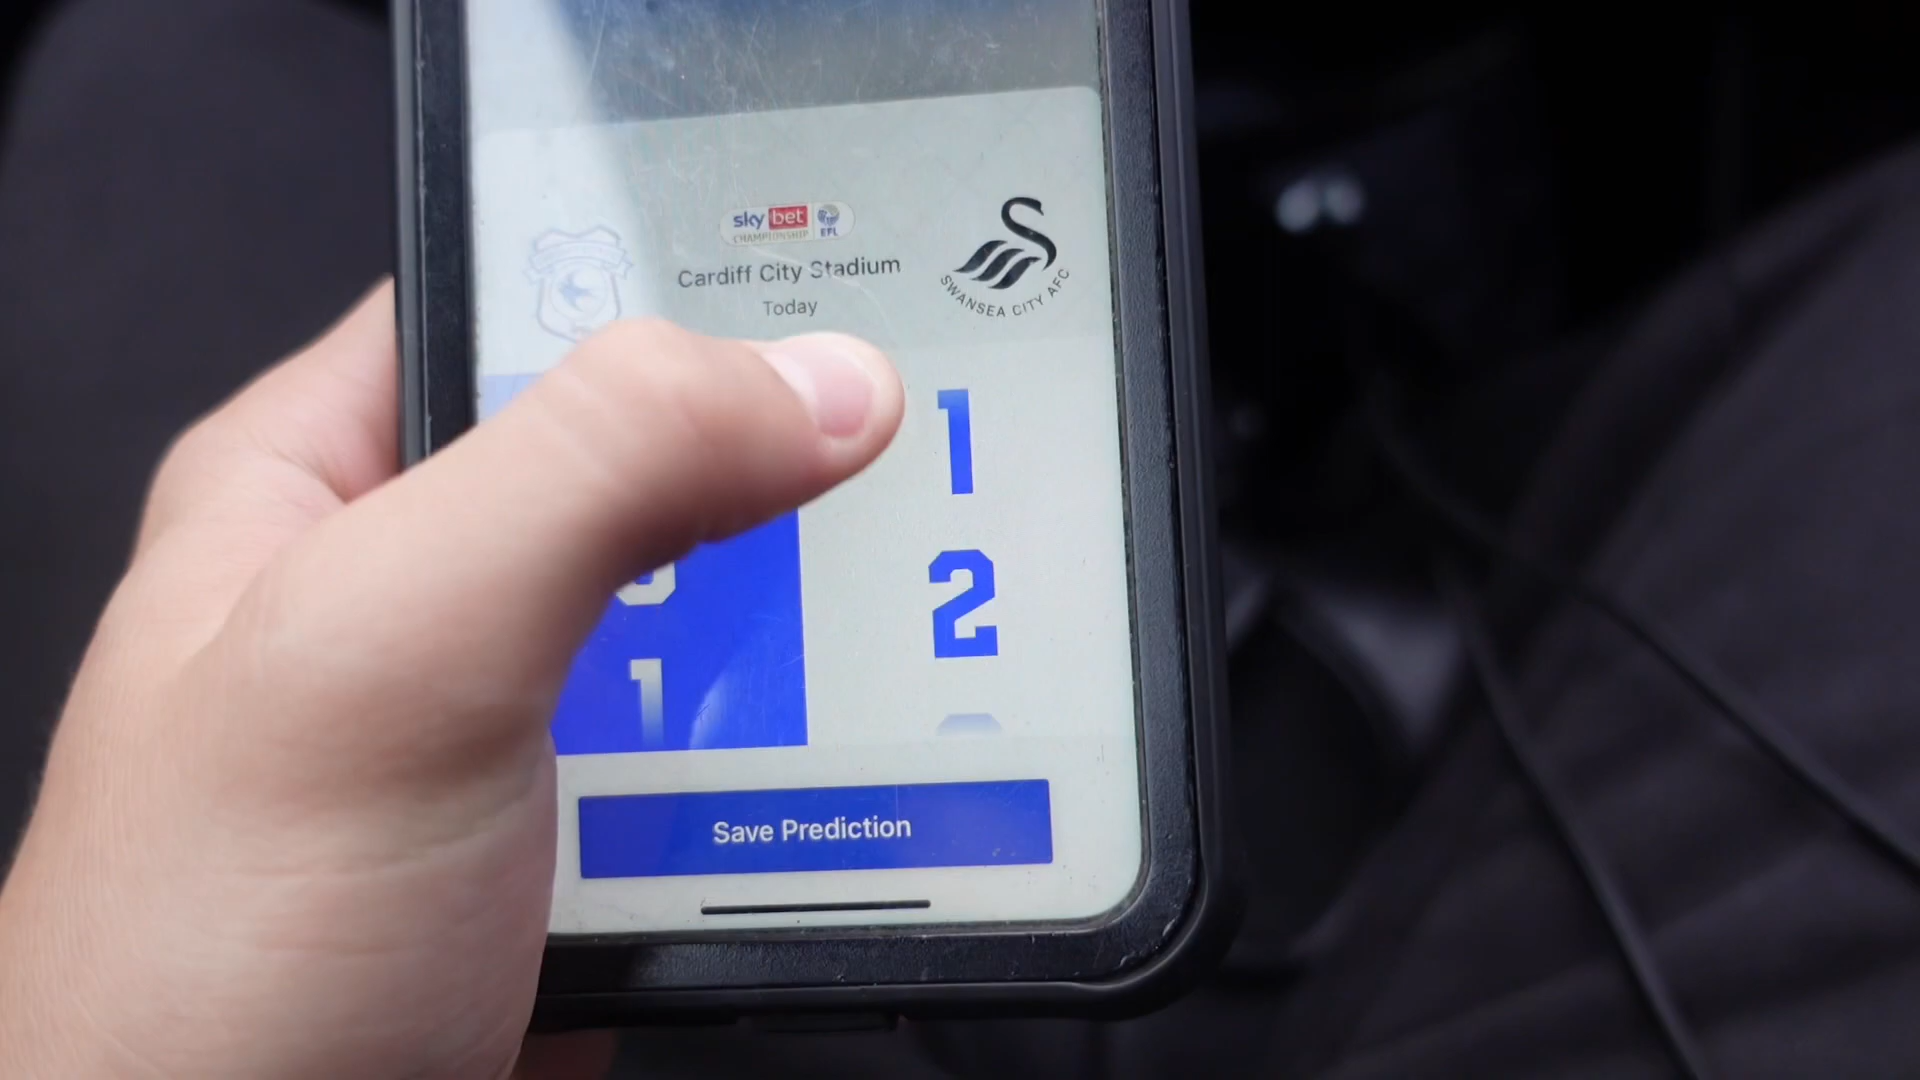 sky bet
CHAMPIONSHIP EFL
Cardiff City Stadium
Today
SWANSEA CITY AFC
1
2
1
Save Prediction